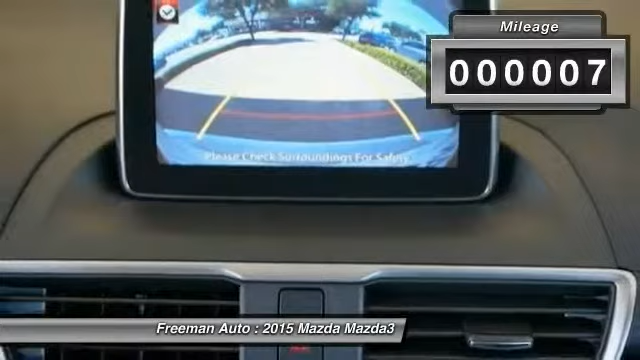 Mileage
000007
Please Check Surroundings For Safety
Freeman Auto : 2015 Mazda Mazda3